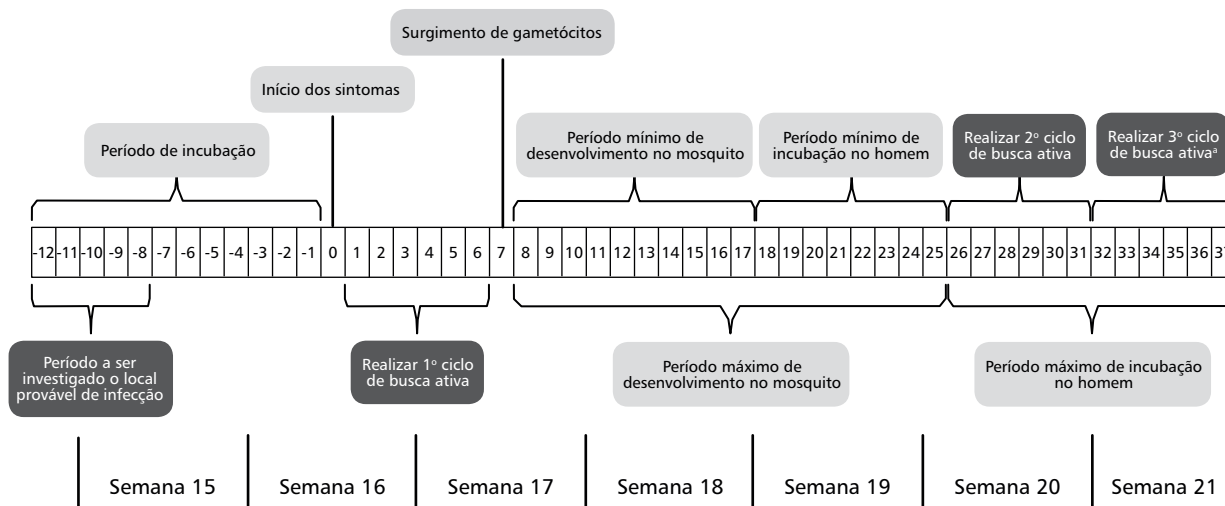 Surgimento de gametócitos
Início dos sintomas
Período de incubação
Período mínimo de
desenvolvimento no mosquito
Período mínimo de
incubação no homem
Realizar 2º ciclo
de busca ativa
Realizar 3º ciclo
de busca ativaª
-12 -11 -10 -9 -8 -7 -6 -5 -4 -3 -2 -1 0 1 2 3 4 5 6 7 8 9 10 11 12 13 14 15 16 17 18 19 20 21 22 23 24 25 26 27 28 29 30 31 32 33 34 35 36 37
Período a ser
investigado o local
provável de infecção
Realizar 1º ciclo
de busca ativa
Período máximo de
desenvolvimento no mosquito
Período máximo de incubação
no homem
Semana 15 Semana 16 Semana 17 Semana 18 Semana 19 Semana 20 Semana 21